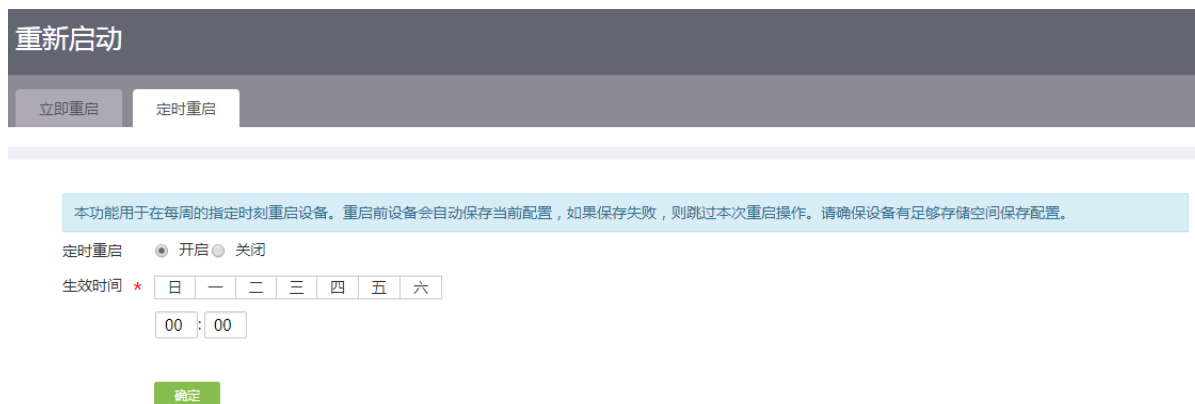 重新启动
立即重启 定时重启
本功能用于在每周的指定时刻重启设备。重启前设备会自动保存当前配置，如果保存失败，则跳过本次重启操作。请确保设备有足够存储空间保存配置。
定时重启 开启 关闭
生效时间 * 日 一 二 三 四 五 六
00 : 00
确定